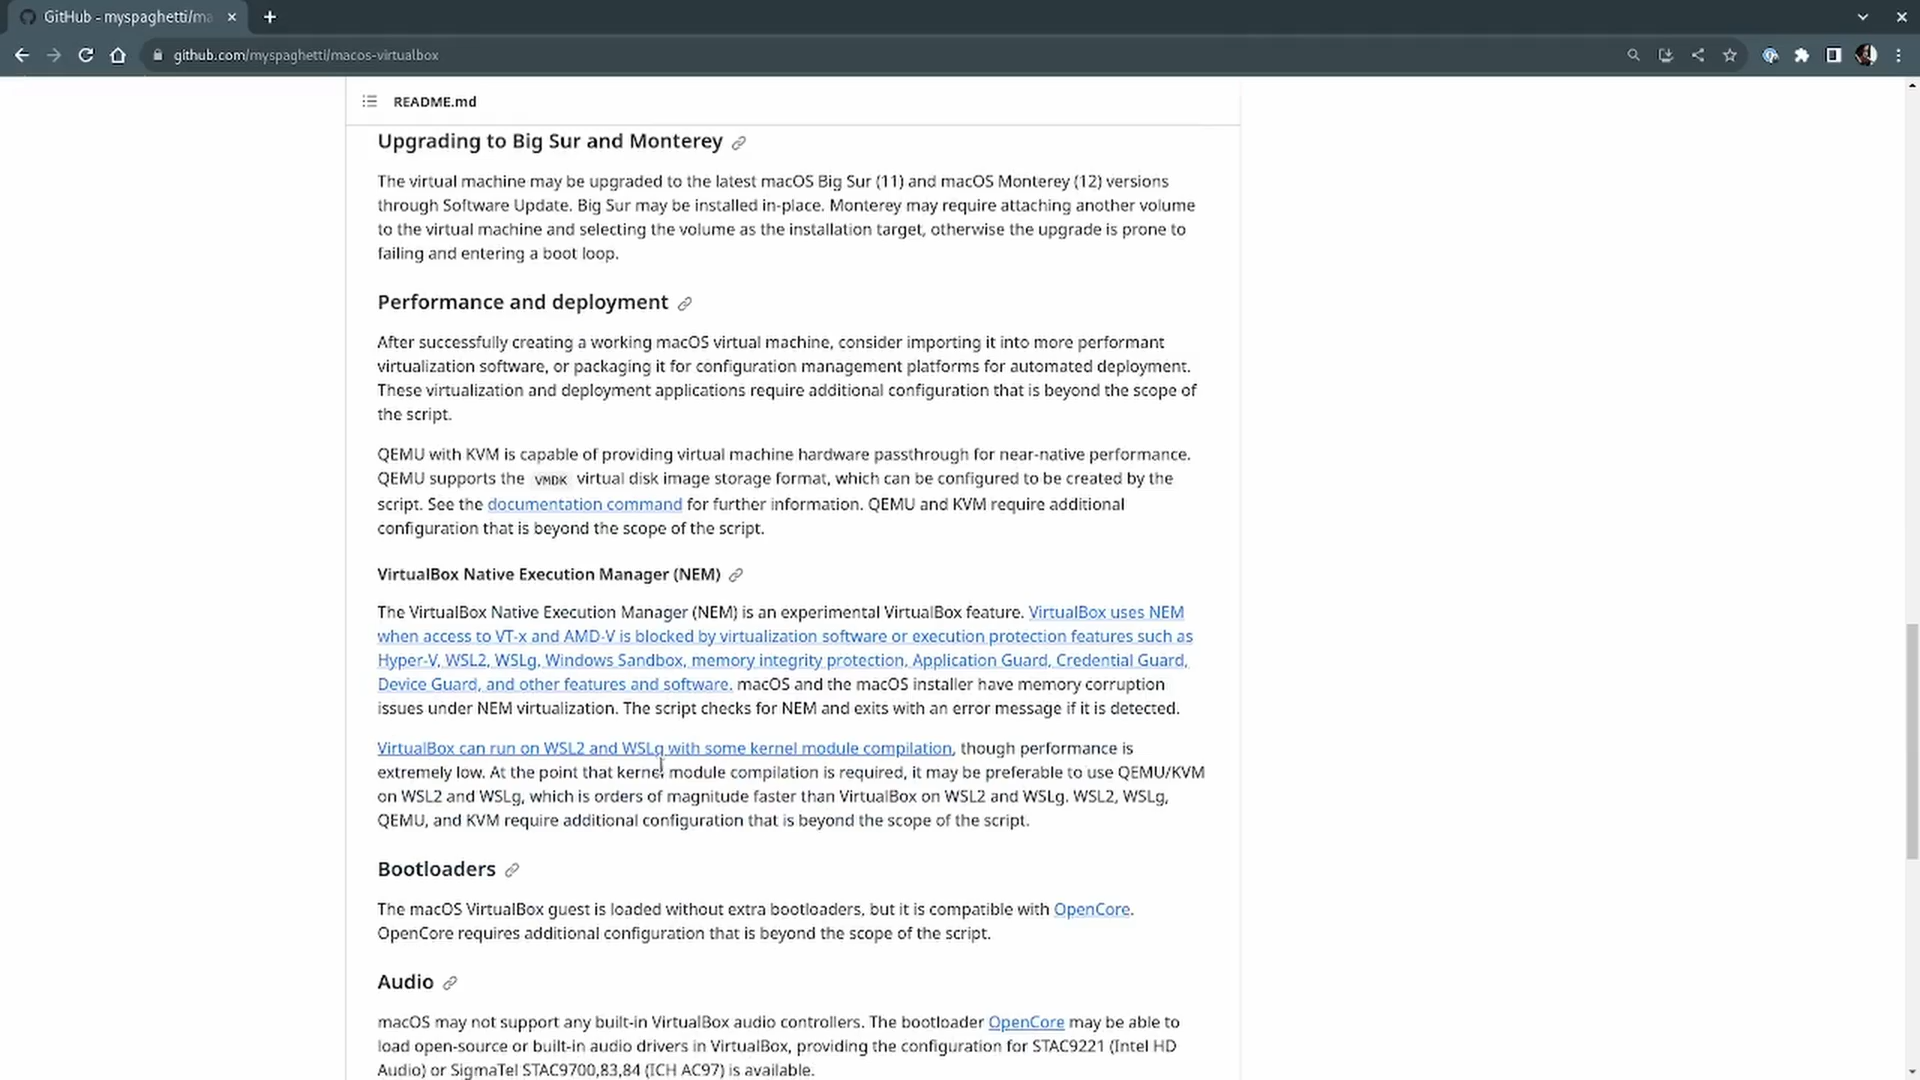 GitHub - myspaghetti/ma
github.com/myspaghetti/macos-virtualbox
README.md
Upgrading to Big Sur and Monterey
The virtual machine may be upgraded to the latest macOS Big Sur (11) and macOS Monterey (12) versions
through Software Update. Big Sur may be installed in-place. Monterey may require attaching another volume
to the virtual machine and selecting the volume as the installation target, otherwise the upgrade is prone to
failing and entering a boot loop.
Performance and deployment
After successfully creating a working macOS virtual machine, consider importing it into more performant
virtualization software, or packaging it for configuration management platforms for automated deployment.
These virtualization and deployment applications require additional configuration that is beyond the scope of
the script.
QEMU with KVM is capable of providing virtual machine hardware passthrough for near-native performance.
QEMU supports the VMDK virtual disk image storage format, which can be configured to be created by the
script. See the documentation command for further information. QEMU and KVM require additional
configuration that is beyond the scope of the script.
VirtualBox Native Execution Manager (NEM)
The VirtualBox Native Execution Manager (NEM) is an experimental VirtualBox feature. VirtualBox uses NEM
when access to VT-x and AMD-V is blocked by virtualization software or execution protection features such as
Hyper-V, WSL2, WSLg, Windows Sandbox, memory integrity protection, Application Guard, Credential Guard,
Device Guard, and other features and software. macOS and the macOS installer have memory corruption
issues under NEM virtualization. The script checks for NEM and exits with an error message if it is detected.
VirtualBox can run on WSL2 and WSLg with some kernel module compilation, though performance is
extremely low. At the point that kernel module compilation is required, it may be preferable to use QEMU/KVM
on WSL2 and WSLg, which is orders of magnitude faster than VirtualBox on WSL2 and WSLg. WSL2, WSLg,
QEMU, and KVM require additional configuration that is beyond the scope of the script.
Bootloaders
The macOS VirtualBox guest is loaded without extra bootloaders, but it is compatible with OpenCore.
OpenCore requires additional configuration that is beyond the scope of the script.
Audio
macOS may not support any built-in VirtualBox audio controllers. The bootloader OpenCore may be able to
load open-source or built-in audio drivers in VirtualBox, providing the configuration for STAC9221 (Intel HD
Audio) or SigmaTel STAC9700,83,84 (ICH AC97) is available.